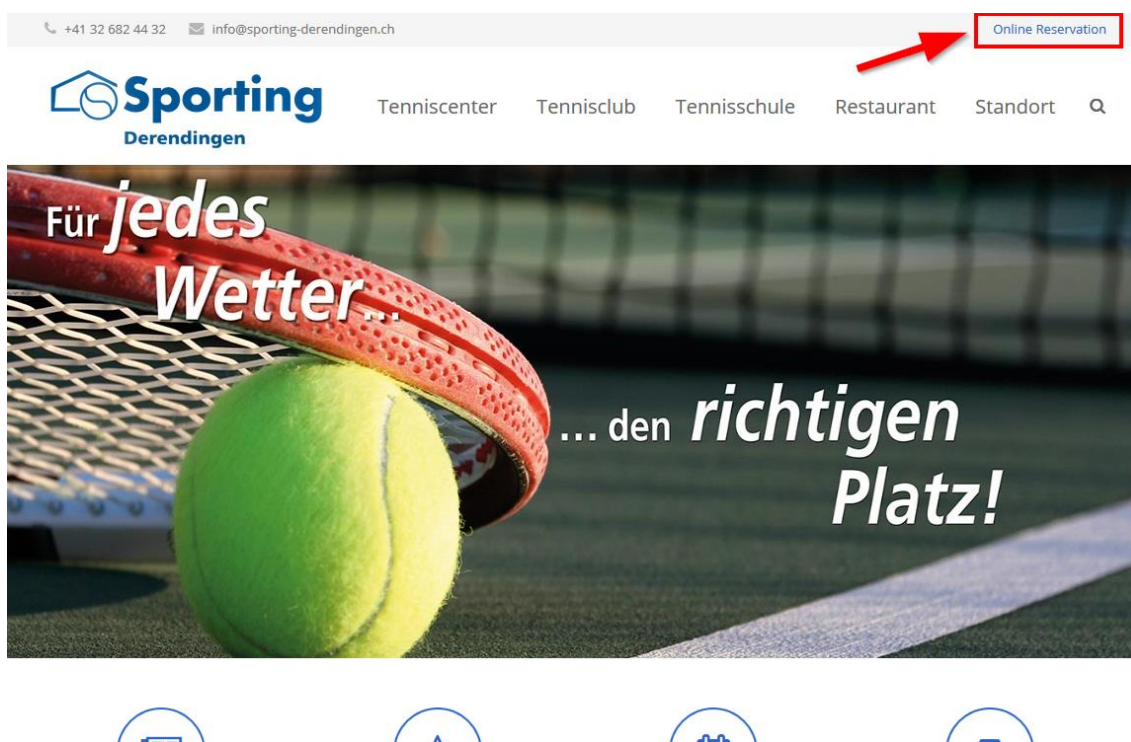 +41 32 682 44 32 info@sporting-derendingen.ch Online Reservation
Sporting
Derendingen
Tenniscenter Tennisclub Tennisschule Restaurant Standort
Für jedes
Wetter...
... den richtigen
Platz!